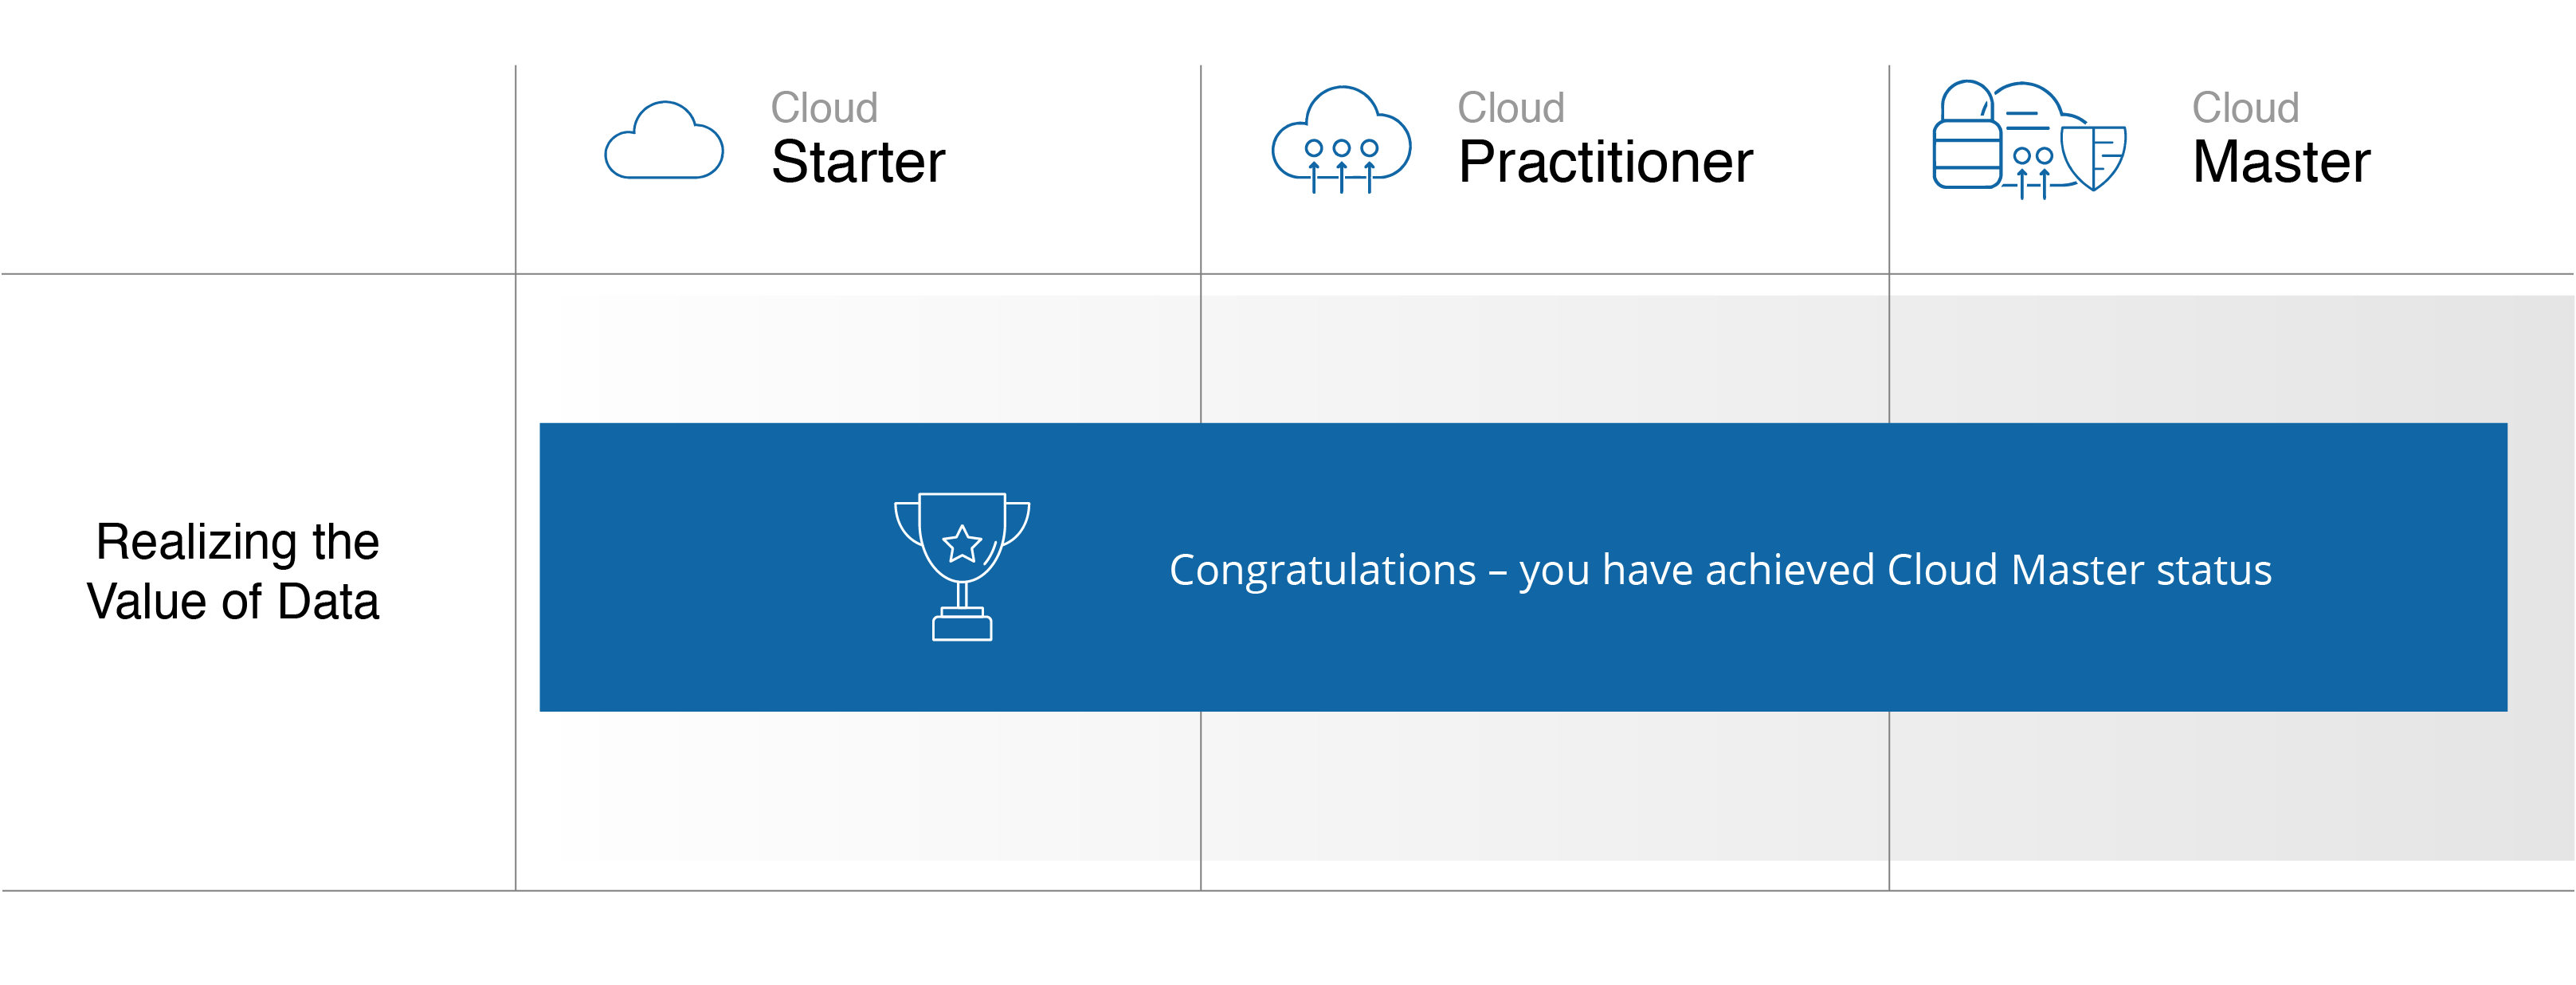 Cloud
Starter
Cloud
Practitioner
Cloud
Master
Realizing the
Value of Data
Congratulations – you have achieved Cloud Master status